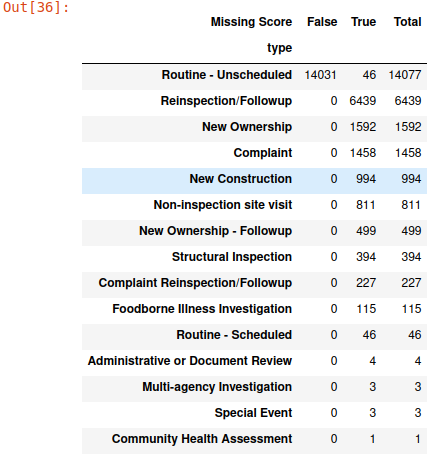 Out[36]:
Missing Score False True Total
type
Routine - Unscheduled 14031 46 14077
Reinspection/Followup 0 6439 6439
New Ownership 0 1592 1592
Complaint 0 1458 1458
New Construction 0 994 994
Non-inspection site visit 0 811 811
New Ownership - Followup 0 499 499
Structural Inspection 0 394 394
Complaint Reinspection/Followup 0 227 227
Foodborne Illness Investigation 0 115 115
Routine - Scheduled 0 46 46
Administrative or Document Review 0 4 4
Multi-agency Investigation 0 3 3
Special Event 0 3 3
Community Health Assessment 0 1 1